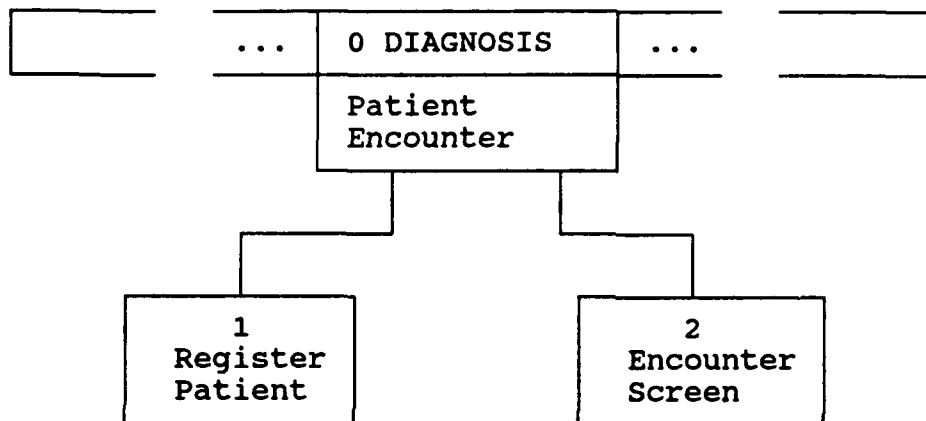 ... 0 DIAGNOSIS ...
Patient
Encounter
1
Register
Patient
2
Encounter
Screen